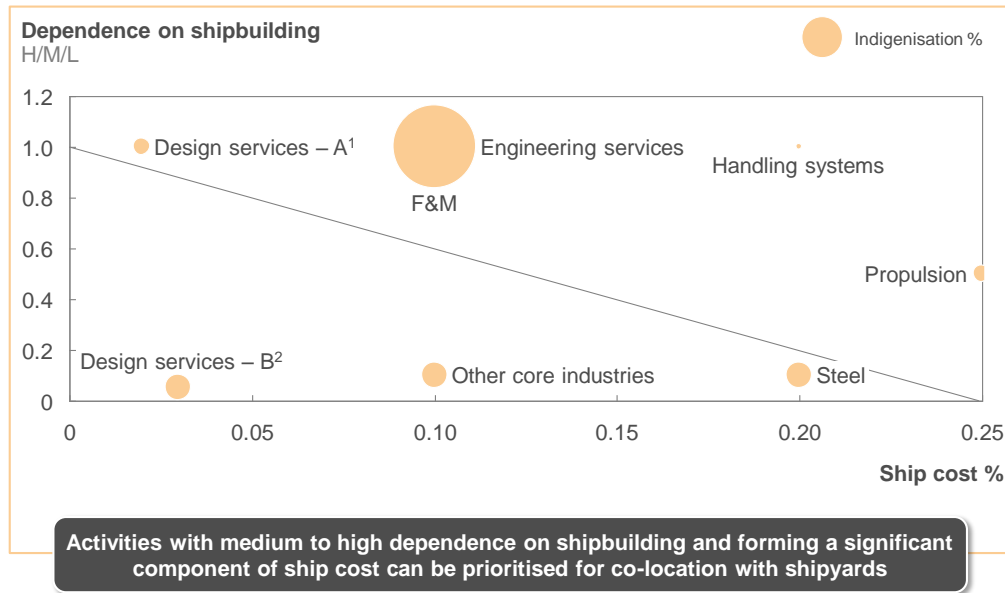 Dependence on shipbuilding
H/M/L
Indigenisation %
1.2
1.0
0.8
0.6
0.4
0.2
0
Design services – A¹
Engineering services
Handling systems
F&M
Propulsion
Design services – B²
Other core industries
Steel
0
0.05
0.10
0.15
0.20
0.25
Ship cost %
Activities with medium to high dependence on shipbuilding and forming a significant
component of ship cost can be prioritised for co-location with shipyards